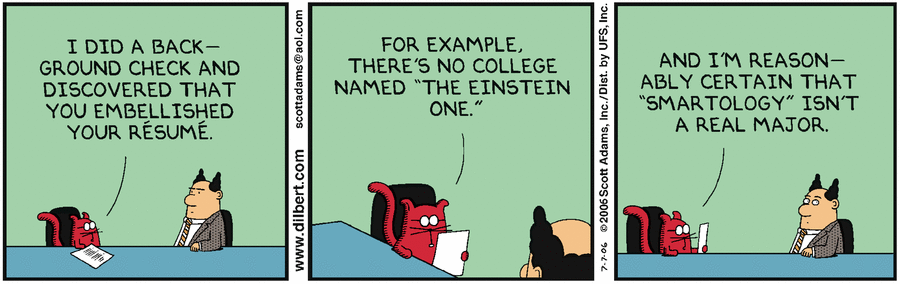 I DID A BACK-
GROUND CHECK AND
DISCOVERED THAT
YOU EMBELLISHED
YOUR RÉSUMÉ.
www.dilbert.com scottadams@aol.com
FOR EXAMPLE,
THERE'S NO COLLEGE
NAMED "THE EINSTEIN
ONE."
7-7-06 ©2006 Scott Adams, Inc./Dist. by UFS, Inc.
AND I'M REASON-
ABLY CERTAIN THAT
"SMARTOLOGY" ISN'T
A REAL MAJOR.